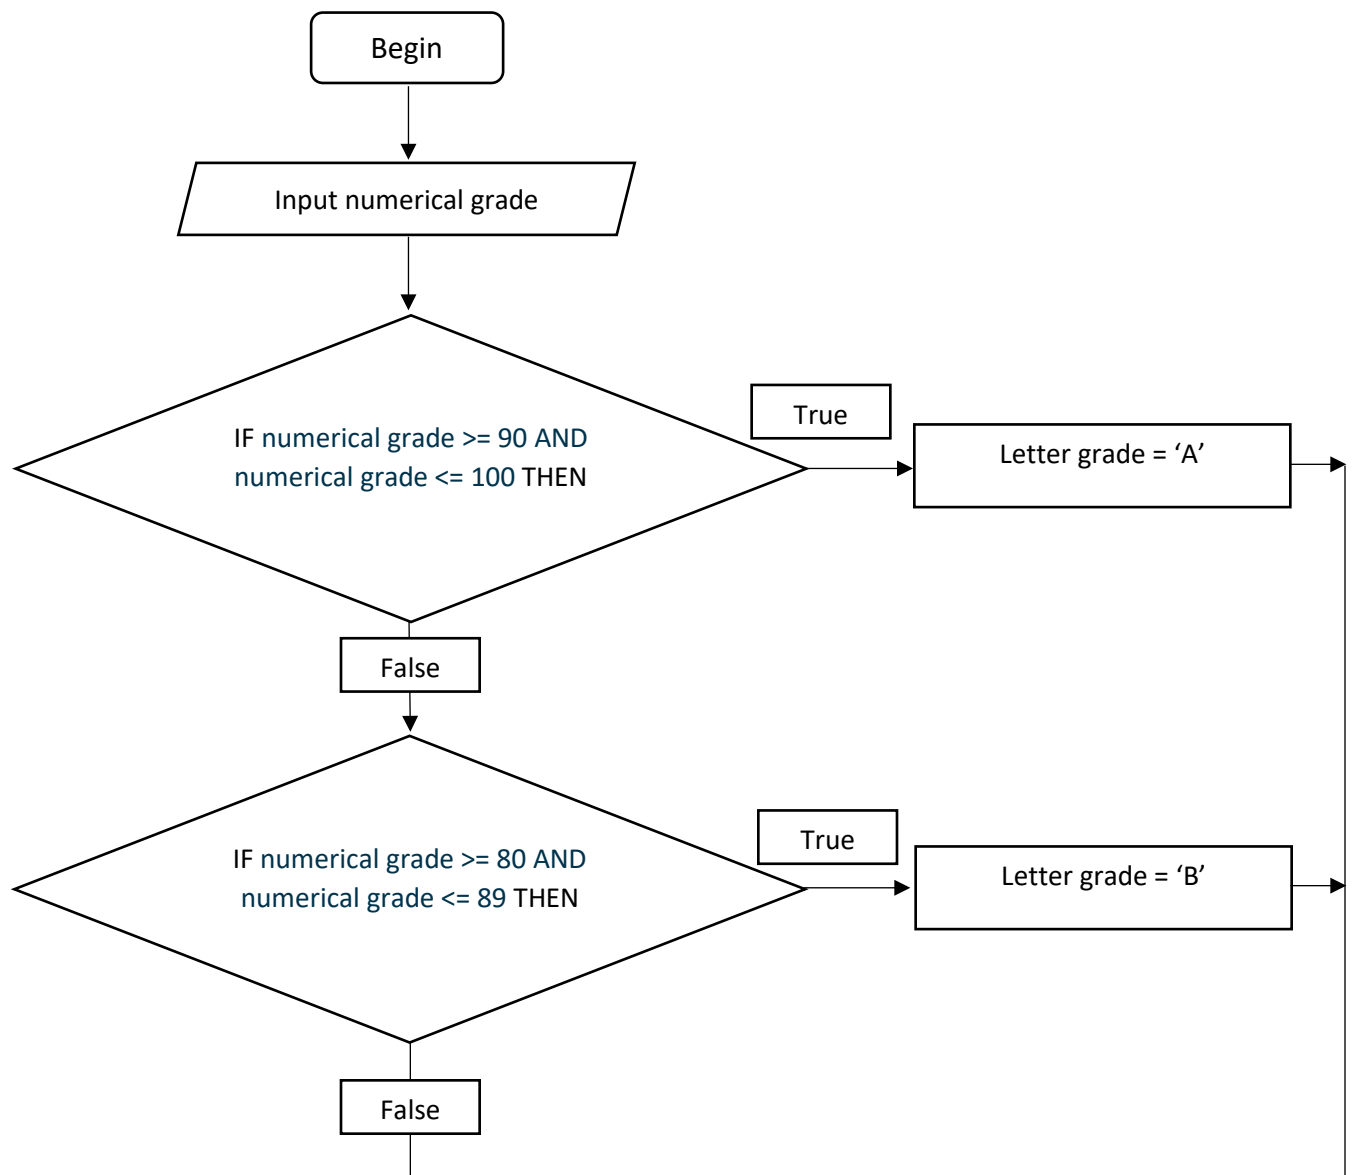 Begin
Input numerical grade
IF numerical grade >= 90 AND
numerical grade <= 100 THEN
True
Letter grade = ‘A’
False
IF numerical grade >= 80 AND
numerical grade <= 89 THEN
True
Letter grade = ‘B’
False